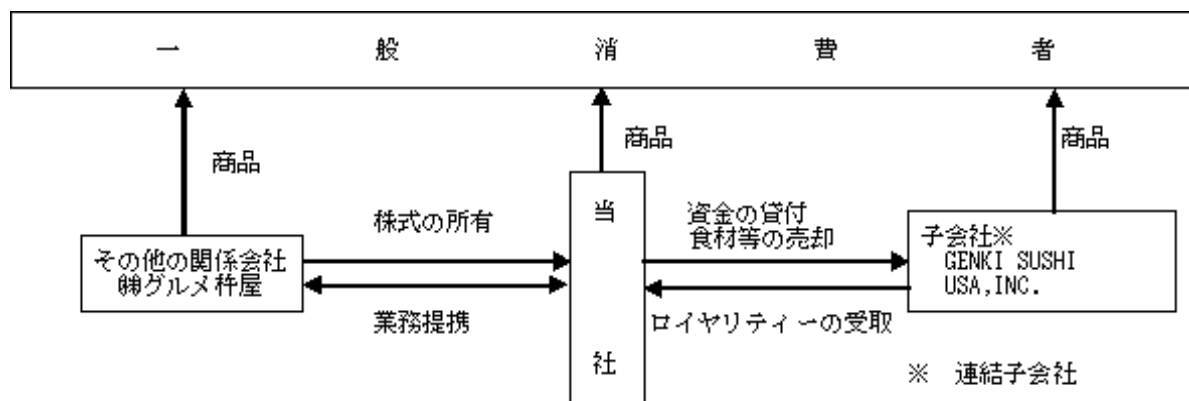 一般消費者
商品
商品
商品
株式の所有
資金の貸付
食材等の売却
その他の関係会社
㈱グルメ杵屋
当社
子会社※
GENKI SUSHI
USA,INC.
業務提携
ロイヤリティーの受取
※ 連結子会社